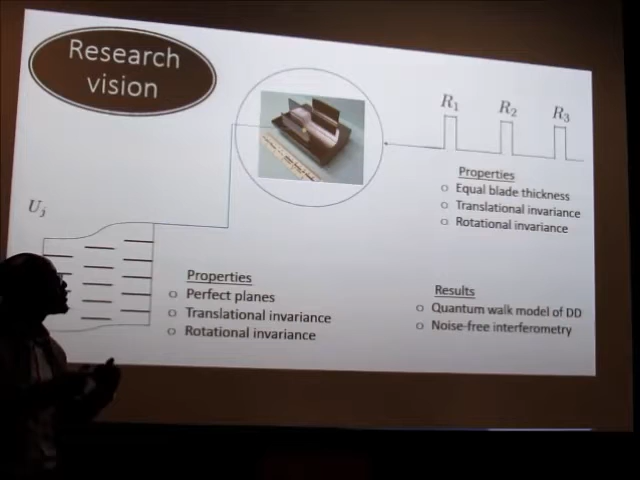 Research
vision
R₁
R₂
R₃
Properties
Equal blade thickness
Translational invariance
Rotational invariance
Uⱼ
Properties
Perfect planes
Translational invariance
Rotational invariance
Results
Quantum walk model of DD
Noise-free interferometry